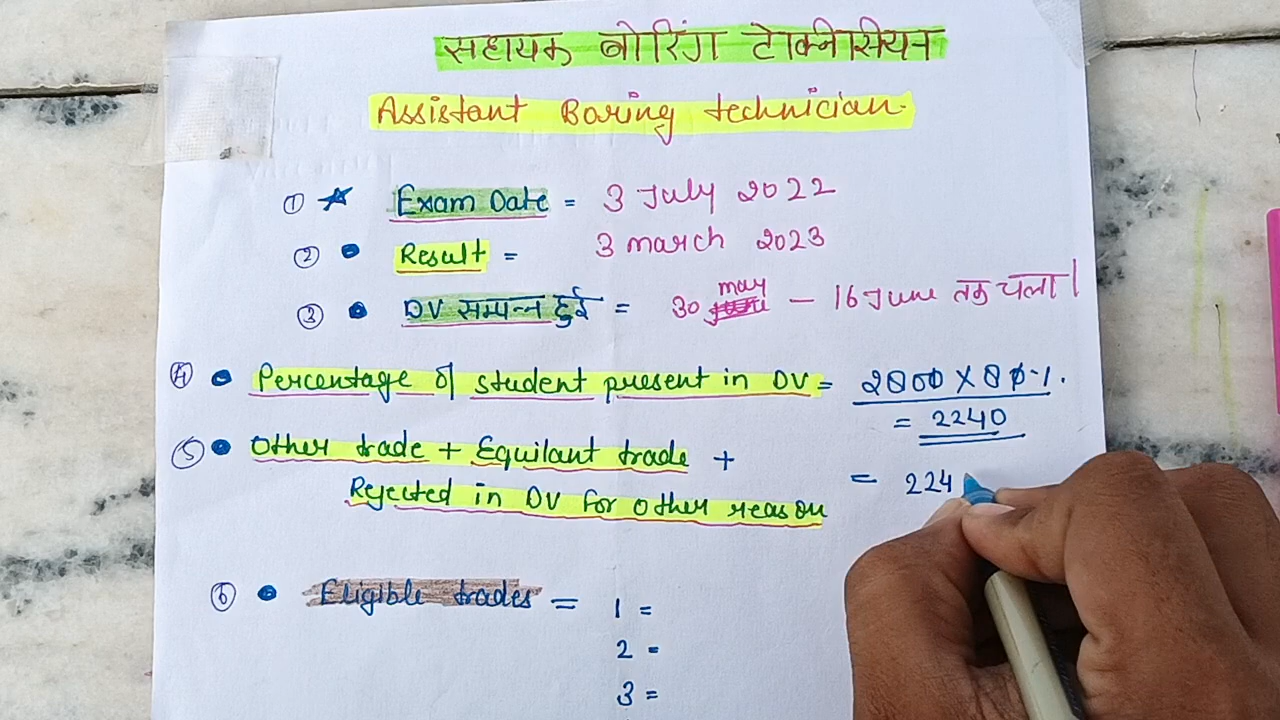 सहायक बोरिंग टेक्नीशियन
Assistant Boring technician.
① Exam Date = 3 July 2022
② Result = 3 march 2023
③ DV सम्पन्न हुई = 30 may – 16 June तक चला।
④ Percentage of student present in DV =
= 2240
⑤ Other trade + Equilant trade +
Rejected in DV for other reason = 224
⑥ Eligible trades = 1 =
2 =
3 =